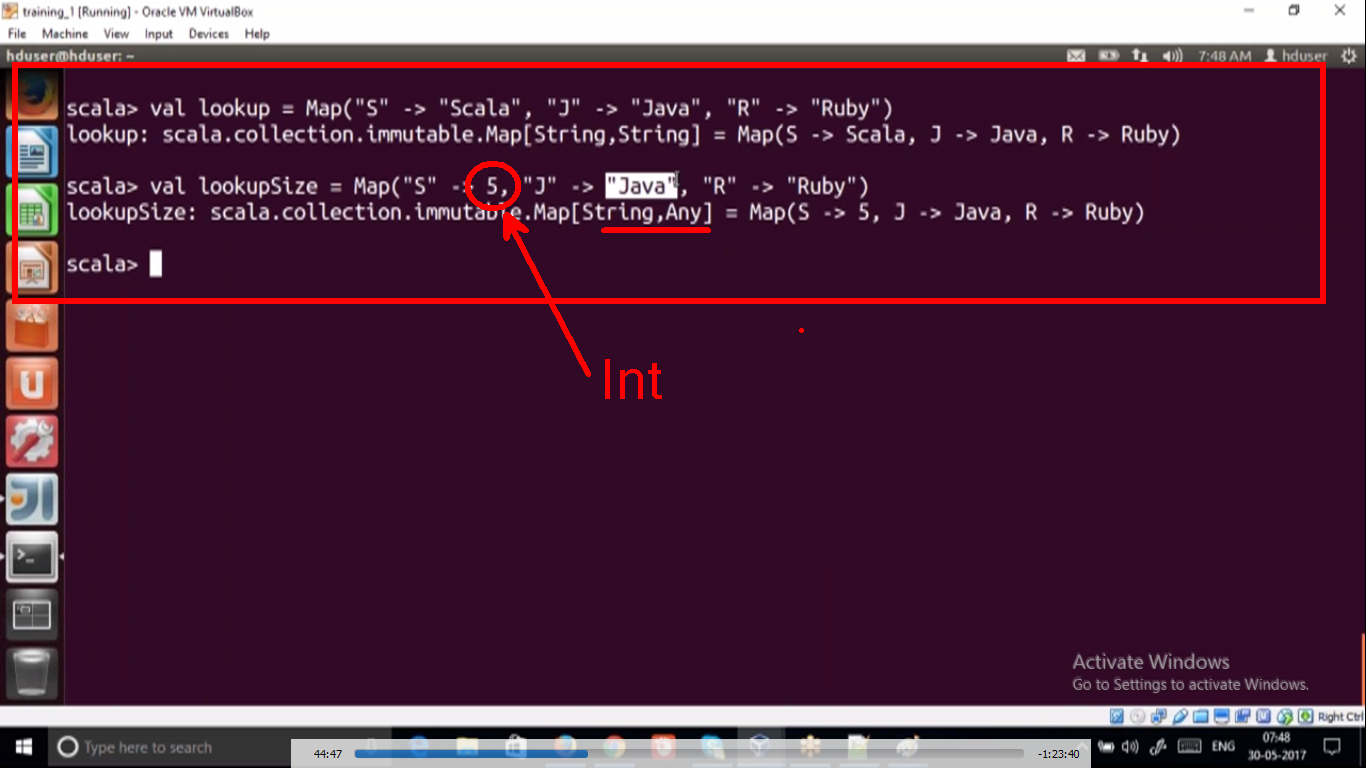 training_1 [Running] - Oracle VM VirtualBox
File Machine View Input Devices Help
hduser@hduser: ~ 7:48 AM hduser
scala> val lookup = Map("S" -> "Scala", "J" -> "Java", "R" -> "Ruby")
lookup: scala.collection.immutable.Map[String,String] = Map(S -> Scala, J -> Java, R -> Ruby)
scala> val lookupSize = Map("S" -> 5, "J" -> "Java", "R" -> "Ruby")
lookupSize: scala.collection.immutable.Map[String,Any] = Map(S -> 5, J -> Java, R -> Ruby)
scala>
Int
Activate Windows
Go to Settings to activate Windows.
Right Ctrl
Type here to search
44:47
-1:23:40
ENG
07:48
30-05-2017